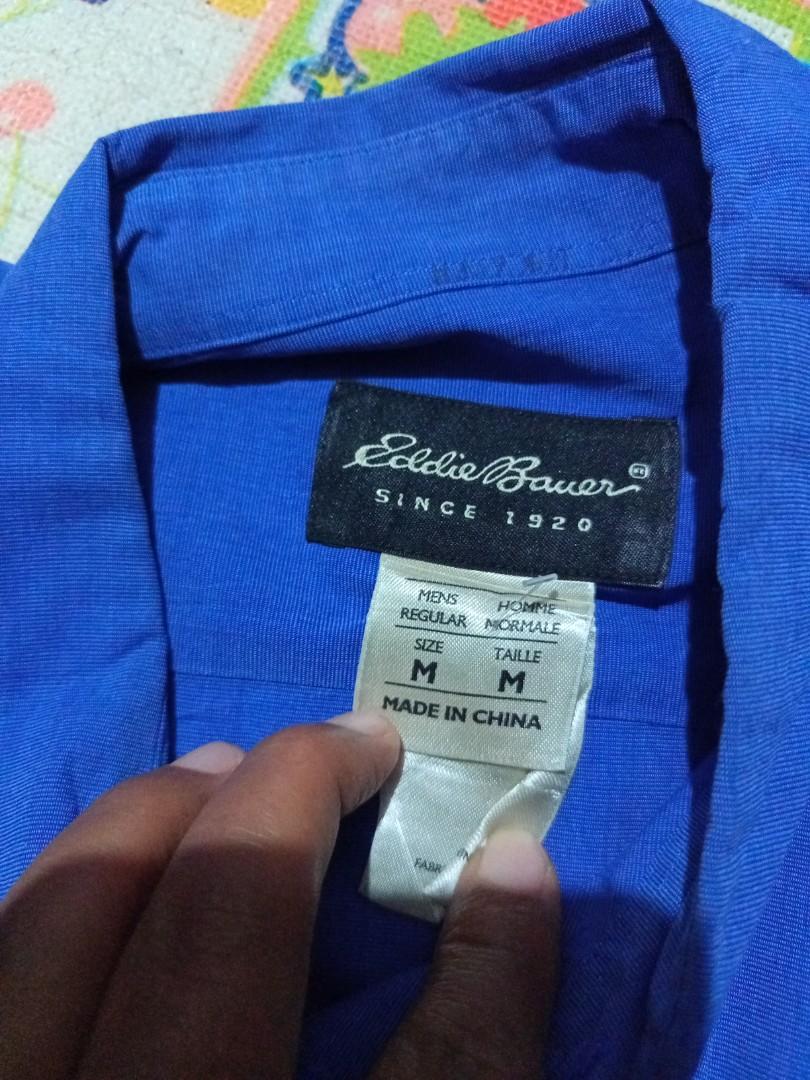 Eddie Bauer
SINCE 1920
MENS HOMME
REGULAR NORMALE
SIZE TAILLE
M M
MADE IN CHINA